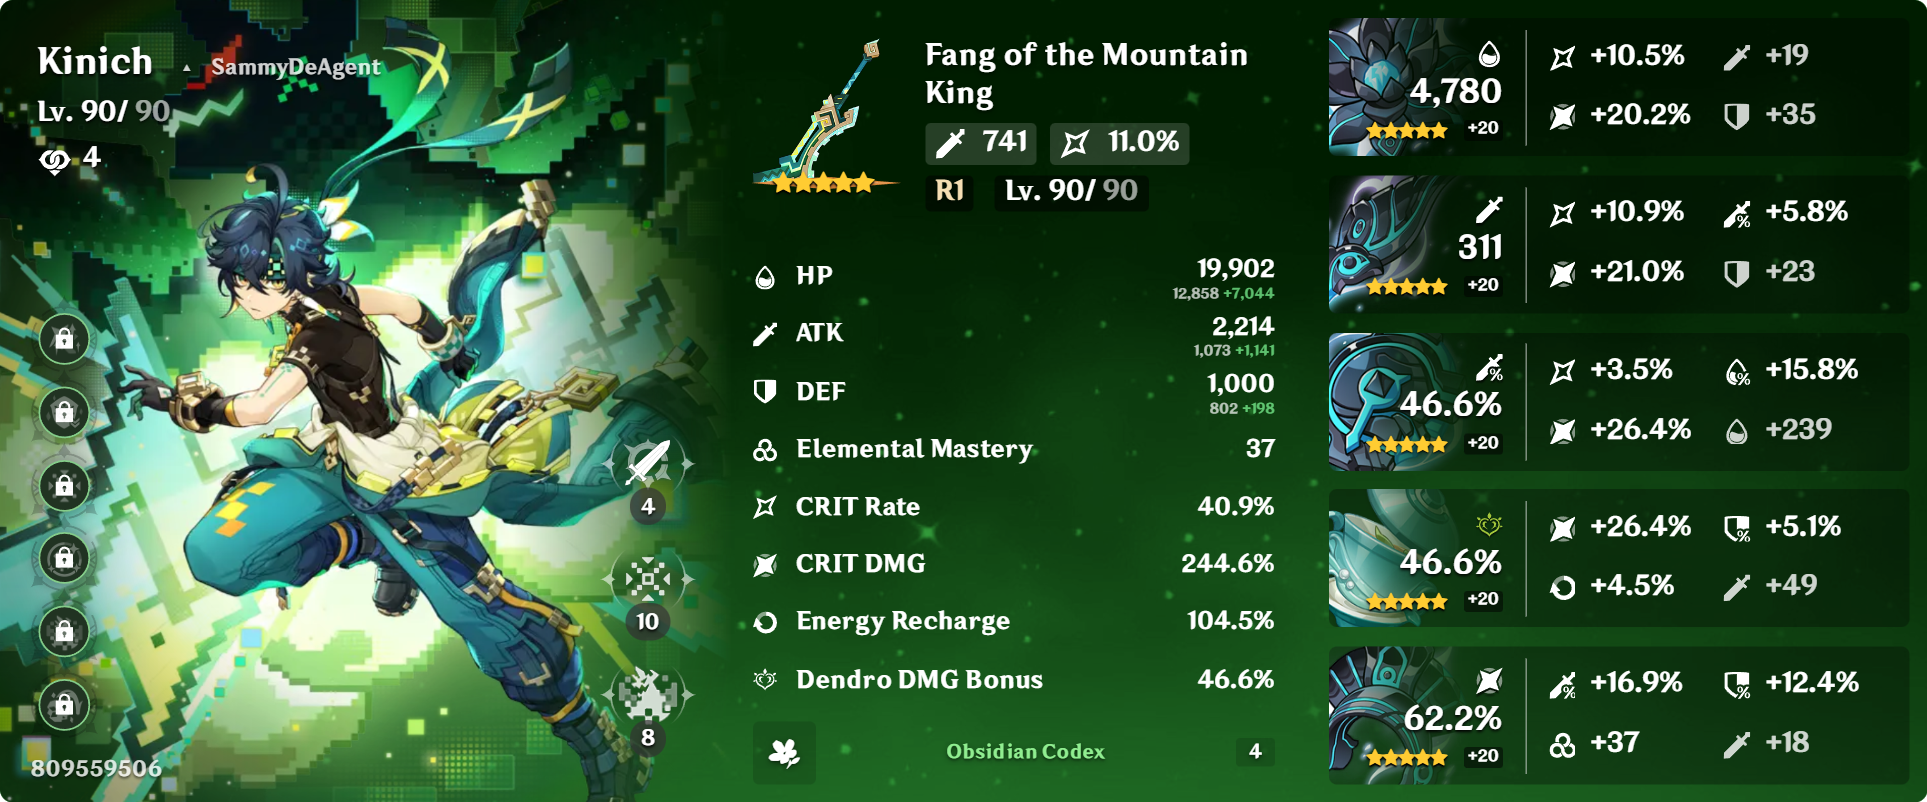 Kinich ▲ SammyDeAgent
Lv. 90/ 90
4
4
10
8
809559506
Fang of the Mountain
King
741 11.0%
R1 Lv. 90/ 90
HP 19,902
12,858 +7,044
ATK 2,214
1,073 +1,141
DEF 1,000
802 +198
Elemental Mastery 37
CRIT Rate 40.9%
CRIT DMG 244.6%
Energy Recharge 104.5%
Dendro DMG Bonus 46.6%
Obsidian Codex 4
4,780
+20
+10.5% +19
+20.2% +35
311
+20
+10.9% +5.8%
+21.0% +23
46.6%
+20
+3.5% +15.8%
+26.4% +239
46.6%
+20
+26.4% +5.1%
+4.5% +49
62.2%
+20
+16.9% +12.4%
+37 +18